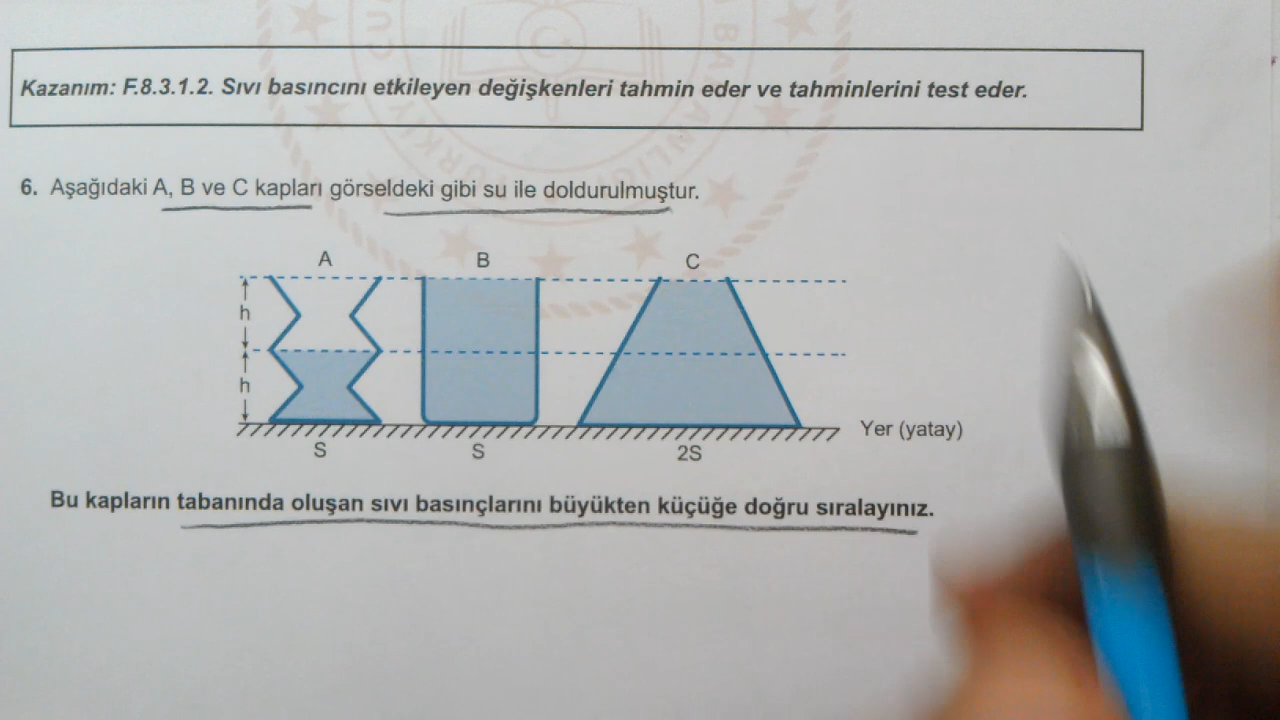 Kazanım: F.8.3.1.2. Sıvı basıncını etkileyen değişkenleri tahmin eder ve tahminlerini test eder.
6. Aşağıdaki A, B ve C kapları görseldeki gibi su ile doldurulmuştur.
A B C
h
h
Yer (yatay)
S S 2S
Bu kapların tabanında oluşan sıvı basınçlarını büyükten küçüğe doğru sıralayınız.